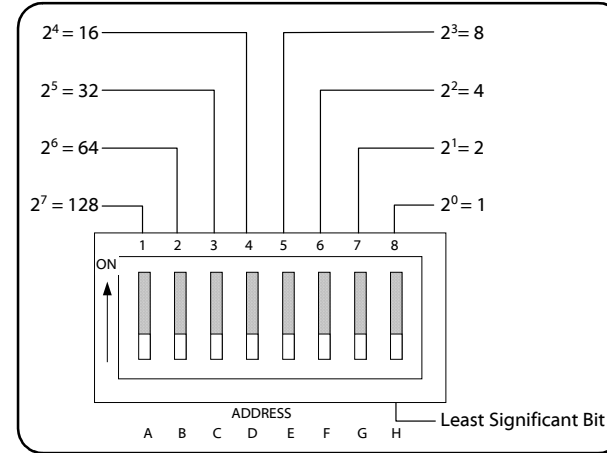 2⁴ = 16 2³= 8
2⁵ = 32 2²= 4
2⁶ = 64 2¹= 2
2⁷ = 128 2⁰= 1
1 2 3 4 5 6 7 8
ON
ADDRESS
Least Significant Bit
A B C D E F G H